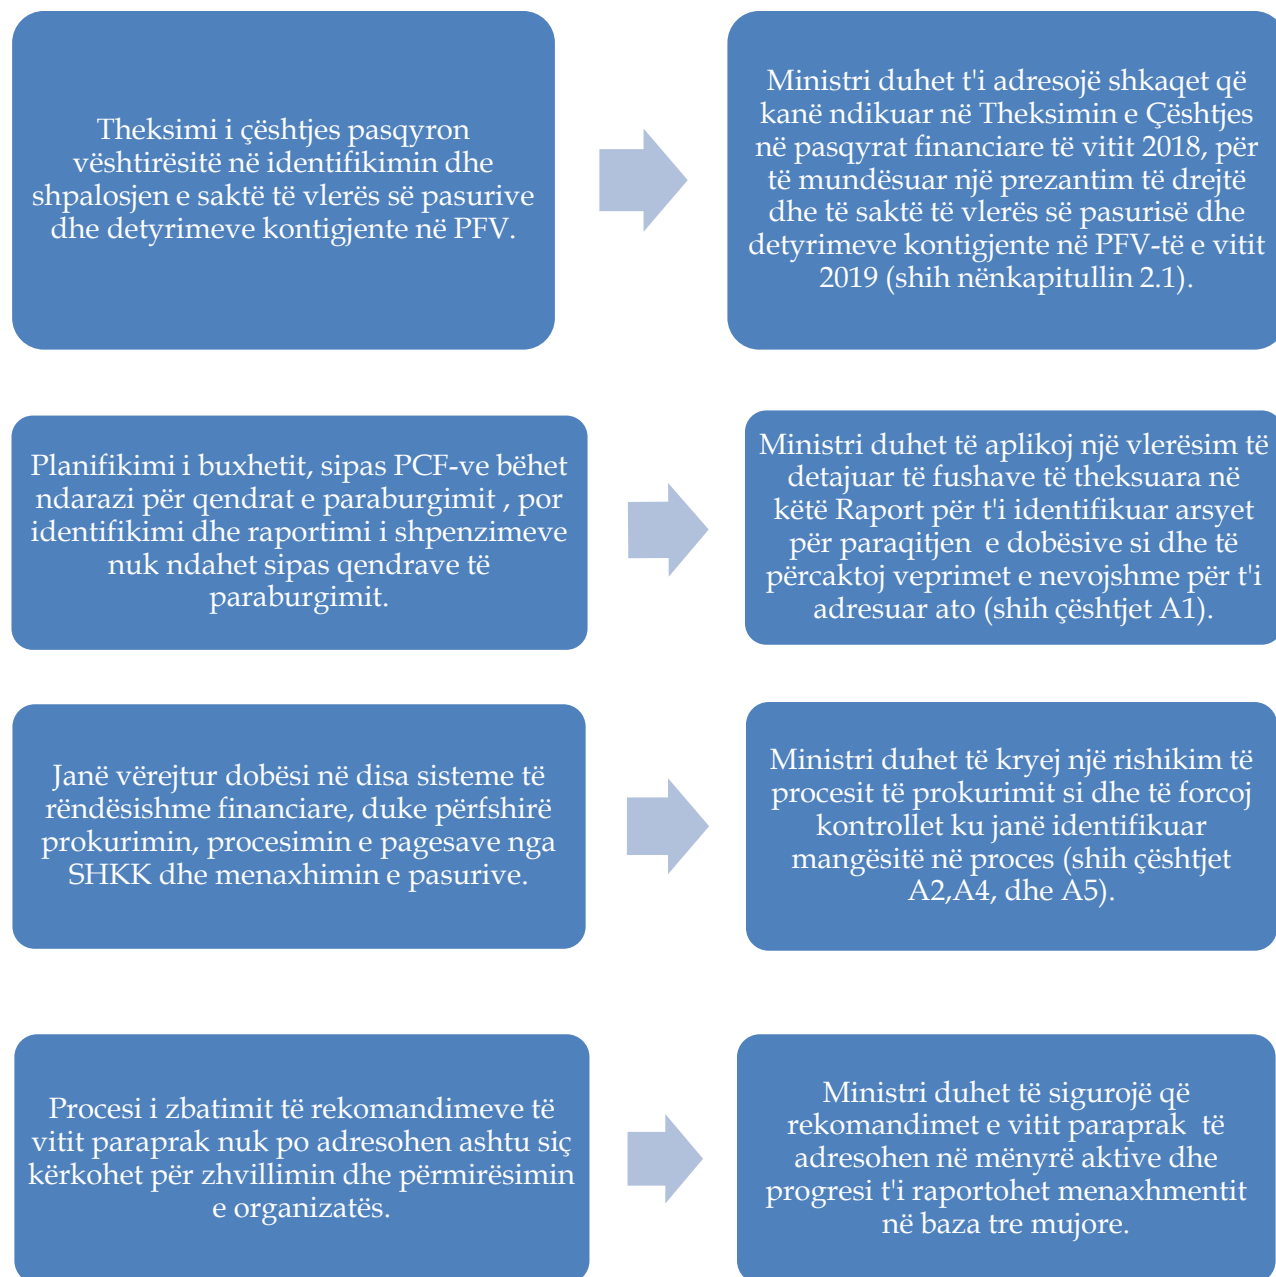 Theksimi i çështjes pasqyron
vështirësitë në identifikimin dhe
shpalosjen e saktë të vlerës së pasurive
dhe detyrimeve kontigjente në PFV.
Ministri duhet t'i adresojë shkaqet që
kanë ndikuar në Theksimin e Çështjes
në pasqyrat financiare të vitit 2018, për
të mundësuar një prezantim të drejtë
dhe të saktë të vlerës së pasurisë dhe
detyrimeve kontigjente në PFV-të e vitit
2019 (shih nënkapitullin 2.1).
Planifikimi i buxhetit, sipas PCF-ve bëhet
ndarazi për qendrat e paraburgimit , por
identifikimi dhe raportimi i shpenzimeve
nuk ndahet sipas qendrave të
paraburgimit.
Ministri duhet të aplikoj një vlerësim të
detajuar të fushave të theksuara në
këtë Raport për t'i identifikuar arsyet
për paraqitjen  e dobësive si dhe të
përcaktoj veprimet e nevojshme për t'i
adresuar ato (shih çështjet A1).
Janë vërejtur dobësi në disa sisteme të
rëndësishme financiare, duke përfshirë
prokurimin, procesimin e pagesave nga
SHKK dhe menaxhimin e pasurive.
Ministri duhet të kryej një rishikim të
procesit të prokurimit si dhe të forcoj
kontrollet ku janë identifikuar
mangësitë në proces (shih çështjet
A2,A4, dhe A5).
Procesi i zbatimit të rekomandimeve të
vitit paraprak nuk po adresohen ashtu siç
kërkohet për zhvillimin dhe përmirësimin
e organizatës.
Ministri duhet të sigurojë që
rekomandimet e vitit paraprak  të
adresohen në mënyrë aktive dhe
progresi t'i raportohet menaxhmentit
në baza tre mujore.